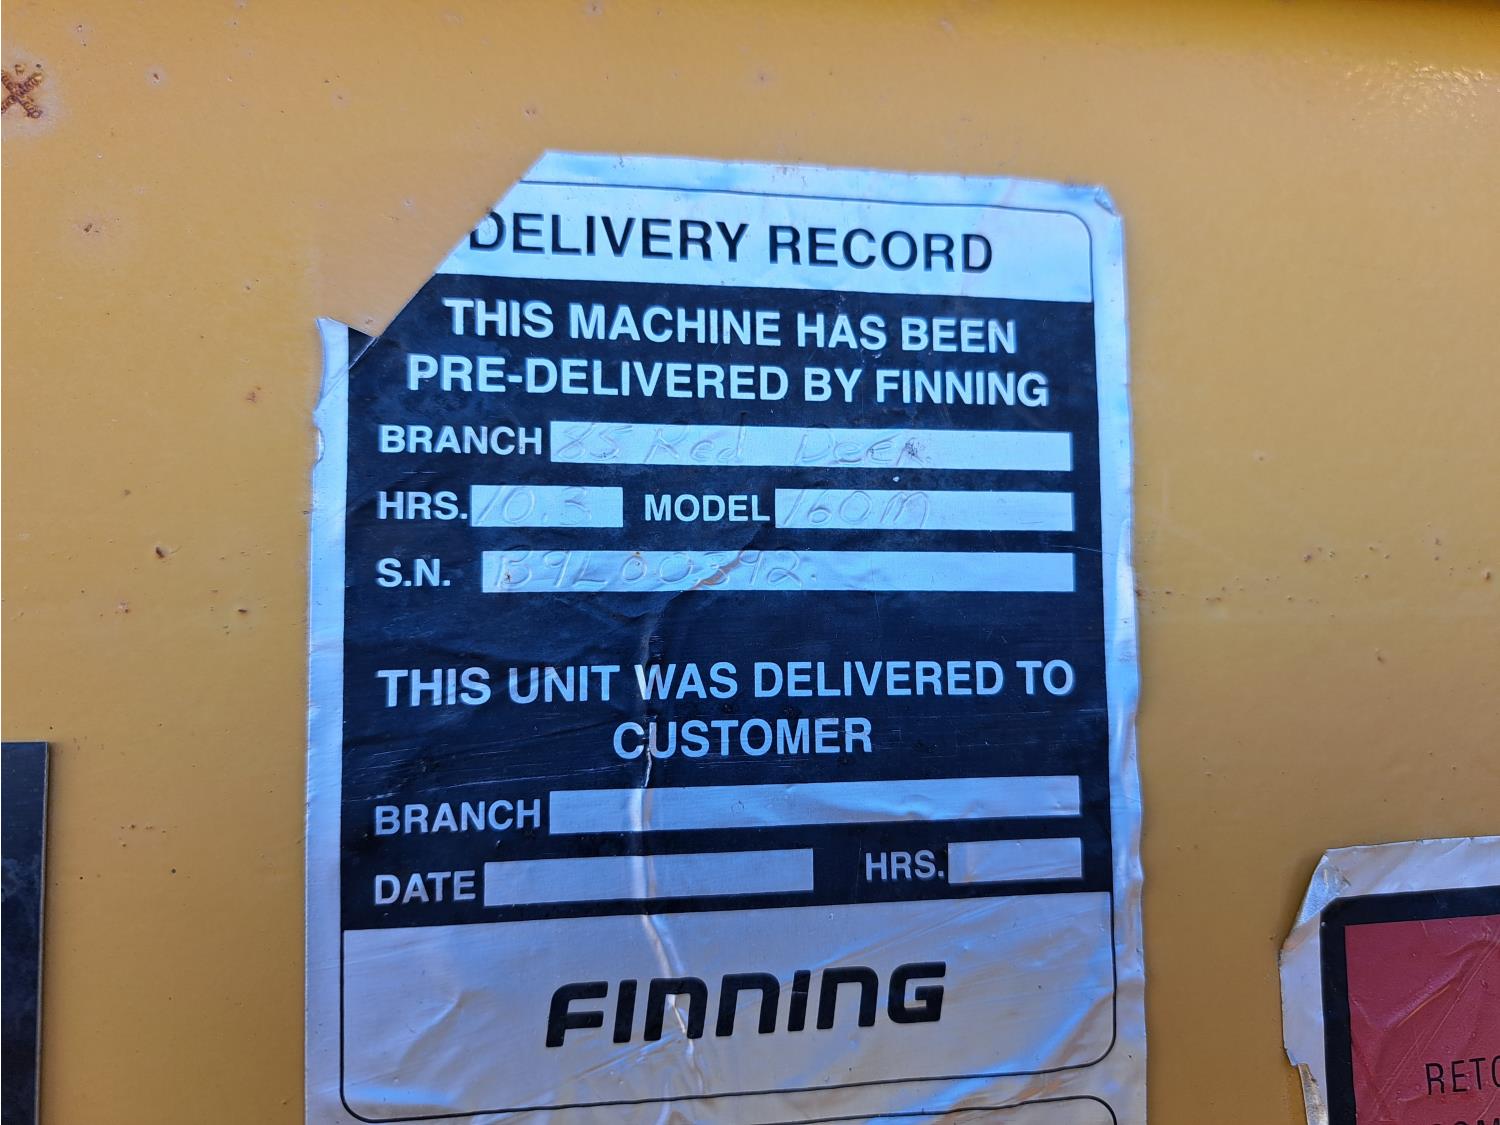 DELIVERY RECORD
THIS MACHINE HAS BEEN
PRE-DELIVERED BY FINNING
BRANCH 85 Red Deer.
HRS. 10.3 MODEL 160M
S.N. B9L00392.
THIS UNIT WAS DELIVERED TO
CUSTOMER
BRANCH
DATE HRS.
FINNING
RETO